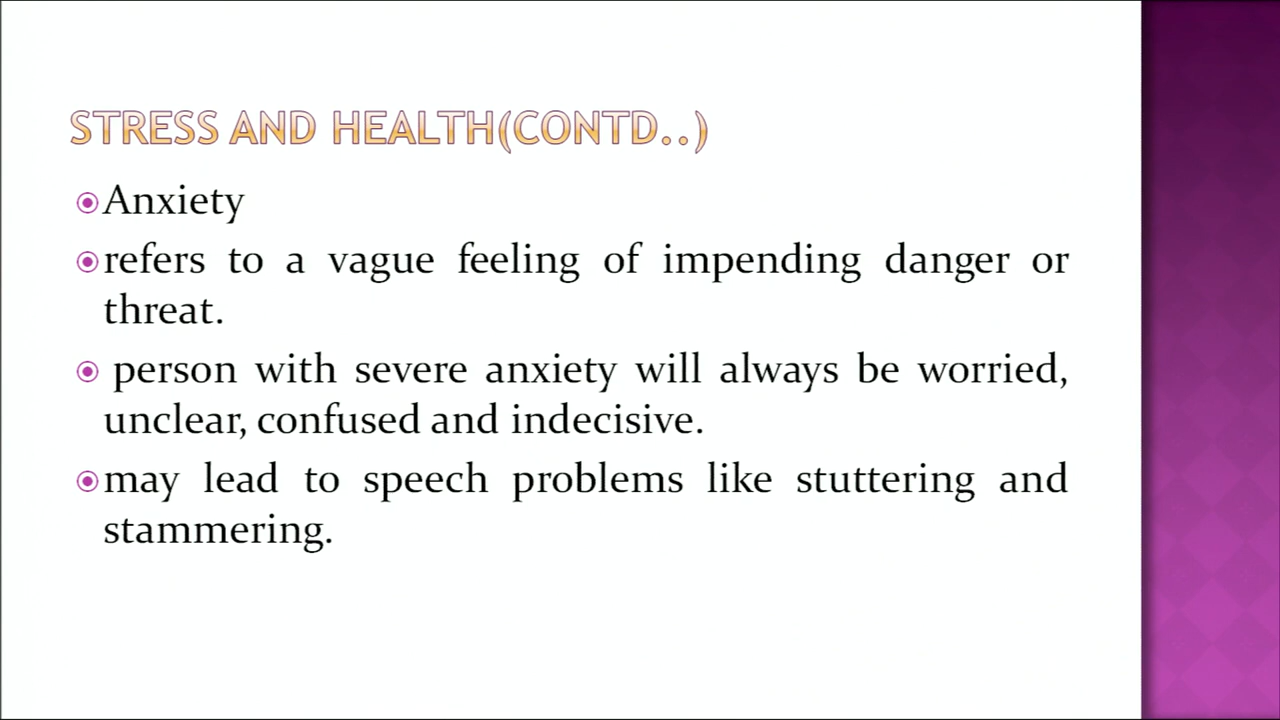 STRESS AND HEALTH(CONTD..)
Anxiety
refers to a vague feeling of impending danger or
threat.
person with severe anxiety will always be worried,
unclear, confused and indecisive.
may lead to speech problems like stuttering and
stammering.